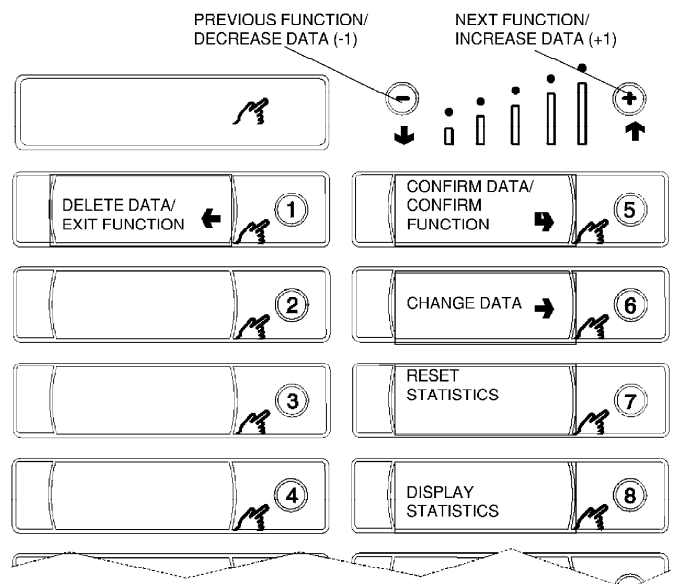 PREVIOUS FUNCTION/
DECREASE DATA (-1)
NEXT FUNCTION/
INCREASE DATA (+1)
-
+
DELETE DATA/
EXIT FUNCTION
1
CONFIRM DATA/
CONFIRM
FUNCTION
5
2
CHANGE DATA
6
3
RESET
STATISTICS
7
4
DISPLAY
STATISTICS
8